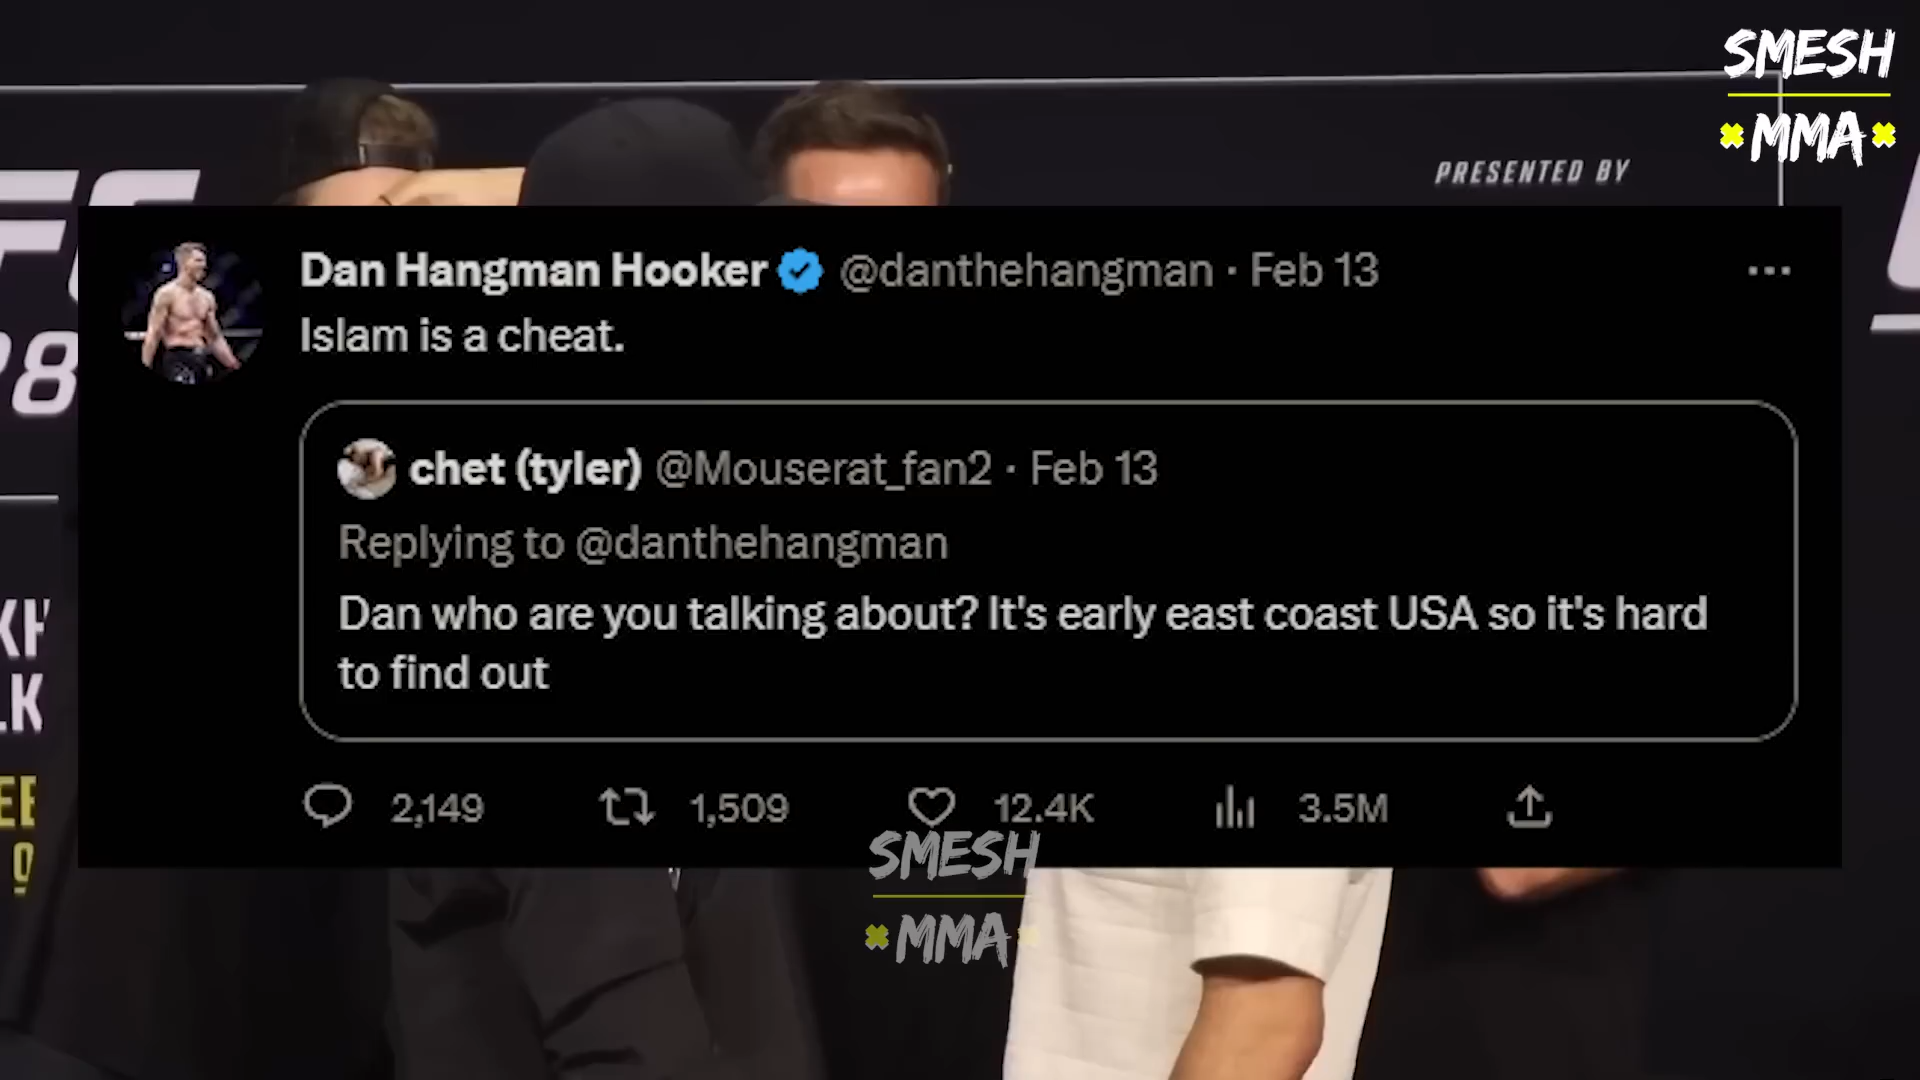 SMESH
MMA
PRESENTED BY
Dan Hangman Hooker @danthehangman · Feb 13
Islam is a cheat.
chet (tyler) @Mouserat_fan2 · Feb 13
Replying to @danthehangman
Dan who are you talking about? It's early east coast USA so it's hard
to find out
2,149 1,509 12.4K 3.5M
SMESH
MMA